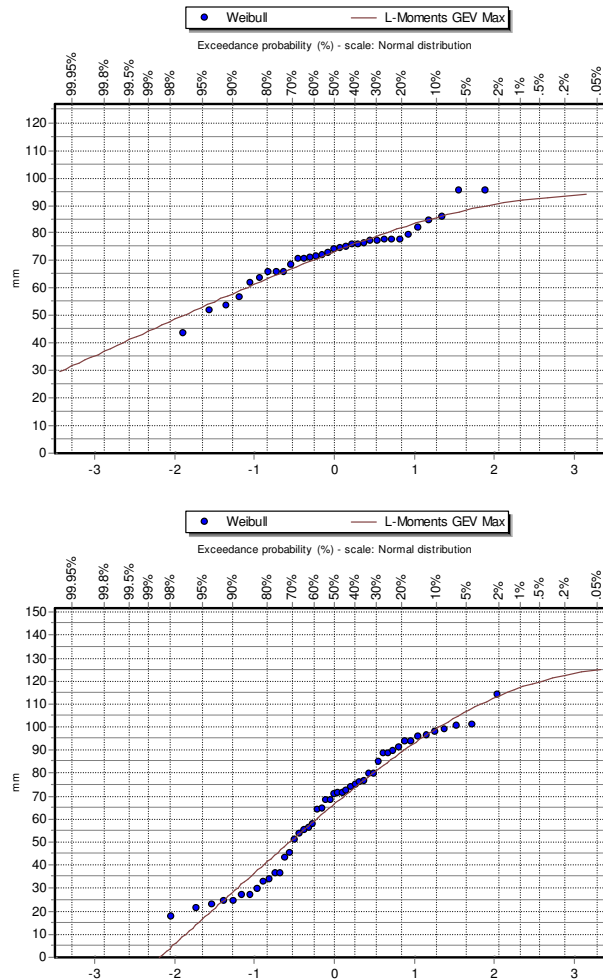 Weibull L-Moments GEV Max
Exceedance probability (%) - scale: Normal distribution
99.95% 99.8% 99.5% 99% 98% 95% 90% 80% 70% 60% 50% 40% 30% 20% 10% .5% .2% 1% .5% .2% .05%
120
110
100
90
80
70
60
50
40
30
20
10
0
mm
-3 -2 -1 0 1 2 3
Weibull L-Moments GEV Max
Exceedance probability (%) - scale: Normal distribution
99.95% 99.8% 99.5% 99% 98% 95% 90% 80% 70% 60% 50% 40% 30% 20% 10% .5% .2% 1% .5% .2% .05%
150
140
130
120
110
100
90
80
70
60
50
40
30
20
10
0
mm
-3 -2 -1 0 1 2 3